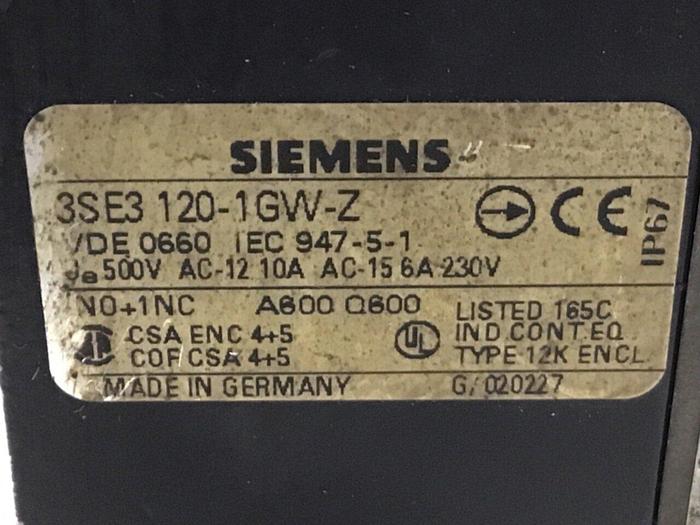 SIEMENS
3SE3 120-1GW-Z
CE
IP67
VDE 0660 IEC 947-5-1
500V AC-12 10A AC-15 6A 230V
NO+1NC A600 Q600
LISTED 165C
CSA ENC 4+5
UL
IND.CONT.EQ
COF CSA 4+5
TYPE 12K ENCL
MADE IN GERMANY G/020227